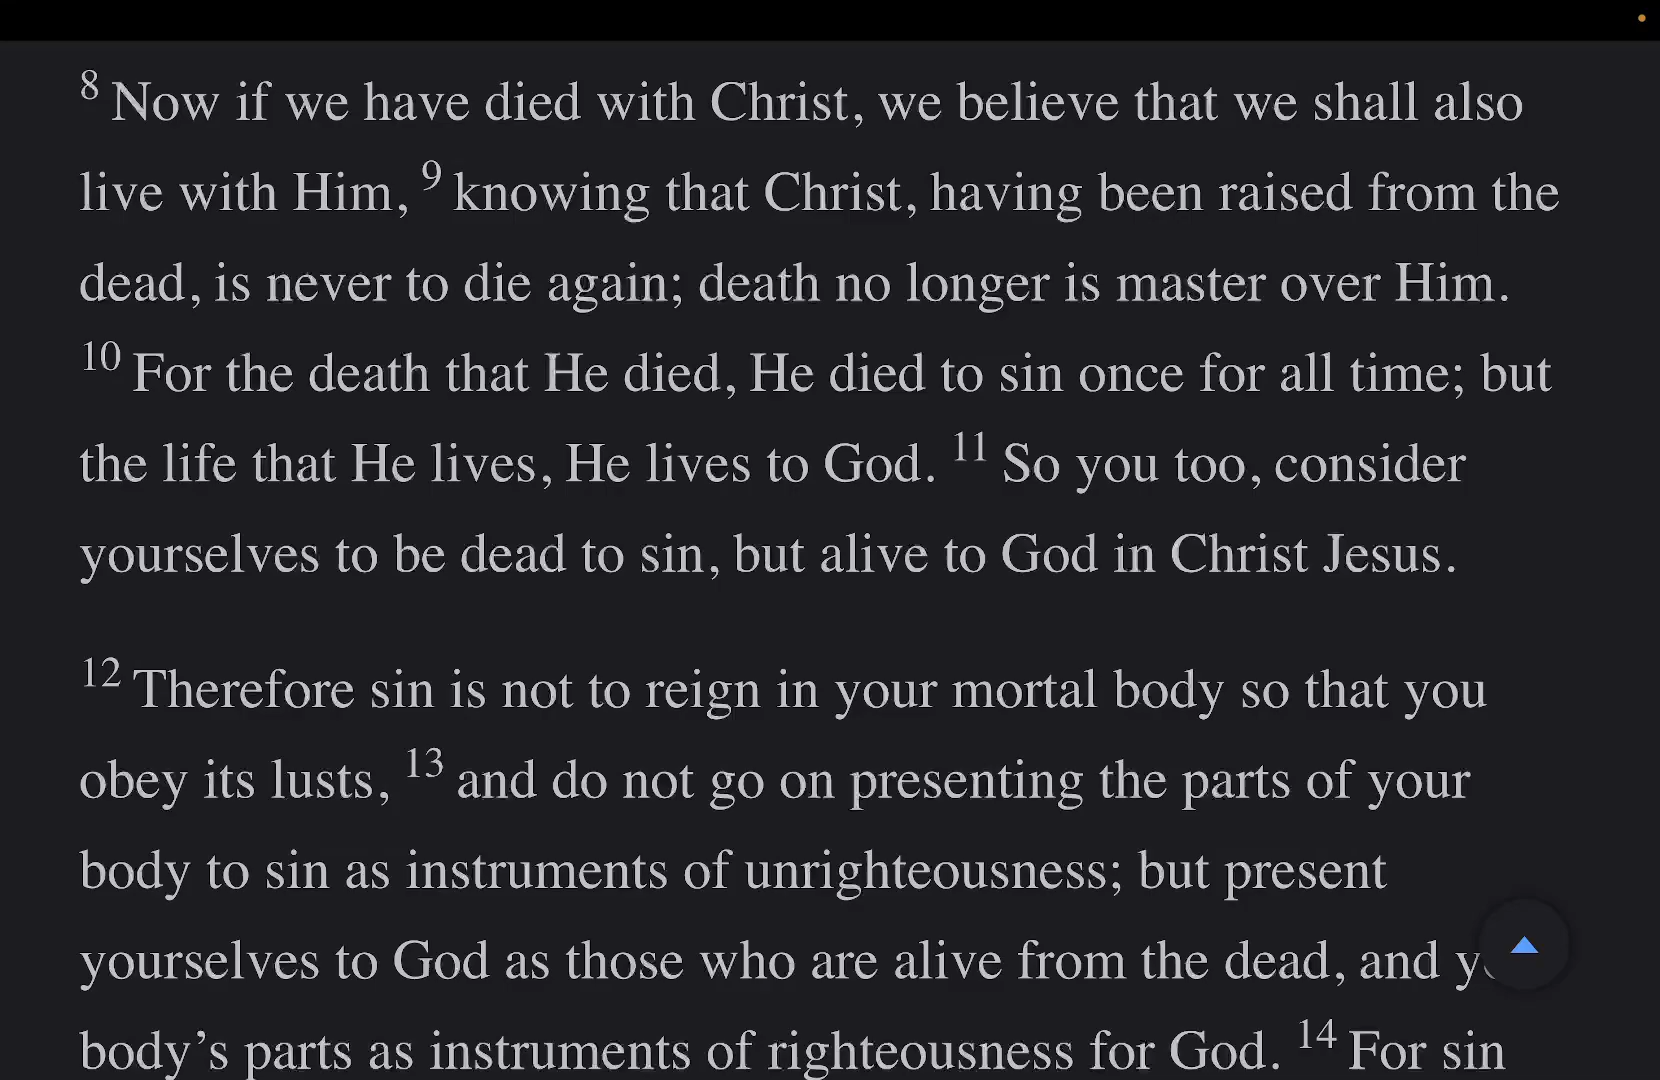 8 Now if we have died with Christ, we believe that we shall also
live with Him, 9 knowing that Christ, having been raised from the
dead, is never to die again; death no longer is master over Him.
10 For the death that He died, He died to sin once for all time; but
the life that He lives, He lives to God. 11 So you too, consider
yourselves to be dead to sin, but alive to God in Christ Jesus.
12 Therefore sin is not to reign in your mortal body so that you
obey its lusts, 13 and do not go on presenting the parts of your
body to sin as instruments of unrighteousness; but present
yourselves to God as those who are alive from the dead, and
body’s parts as instruments of righteousness for God. 14 For sin